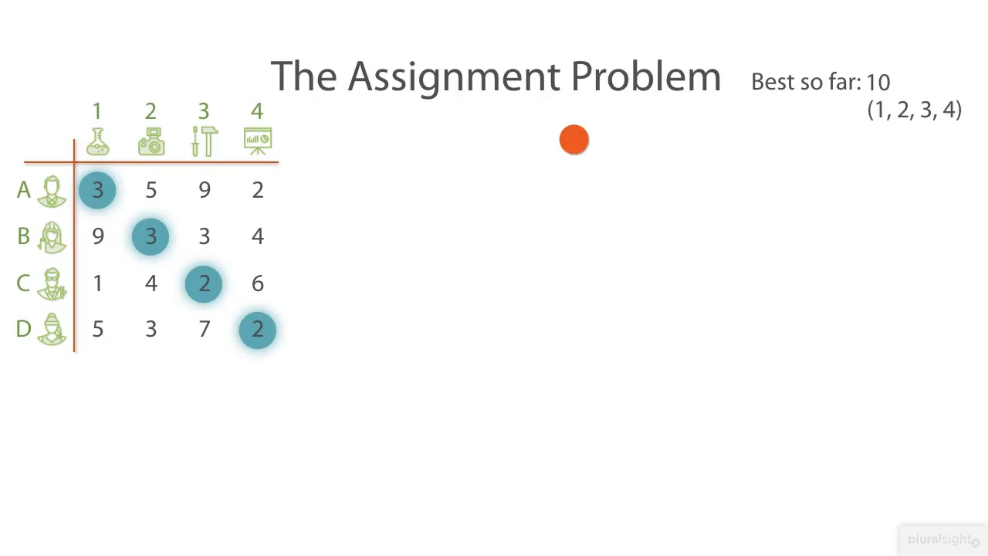 The Assignment Problem
Best so far: 10
(1, 2, 3, 4)
1 2 3 4
A 3 5 9 2
B 9 3 3 4
C 1 4 2 6
D 5 3 7 2
pluralsight